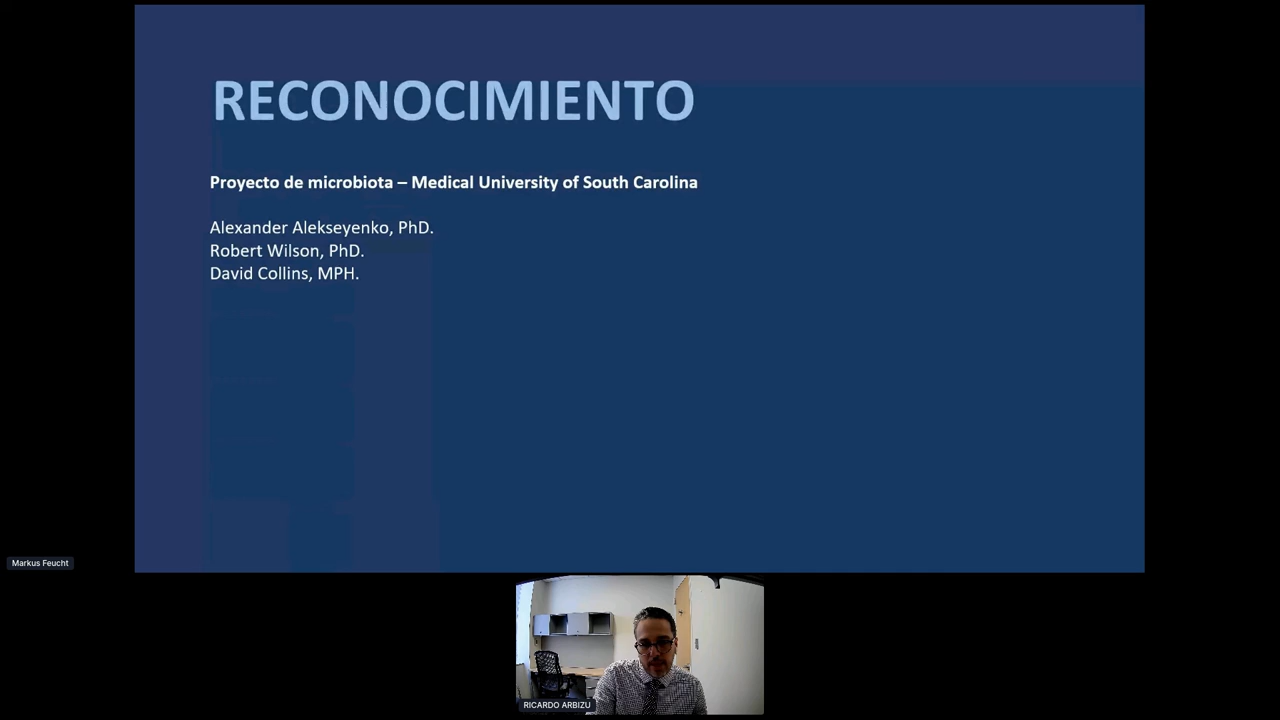 RECONOCIMIENTO
Proyecto de microbiota – Medical University of South Carolina
Alexander Alekseyenko, PhD.
Robert Wilson, PhD.
David Collins, MPH.
Markus Feucht
RICARDO ARBIZU